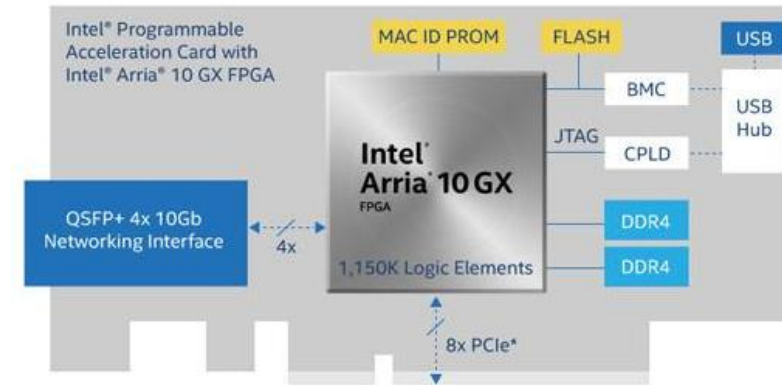 Intel® Programmable
Acceleration Card with
Intel® Arria® 10 GX FPGA
MAC ID PROM
FLASH
USB
BMC
USB
Hub
JTAG
CPLD
Intel®
Arria® 10 GX
FPGA
QSFP+ 4x 10Gb
Networking Interface
4x
DDR4
DDR4
1,150K Logic Elements
8x PCIe*